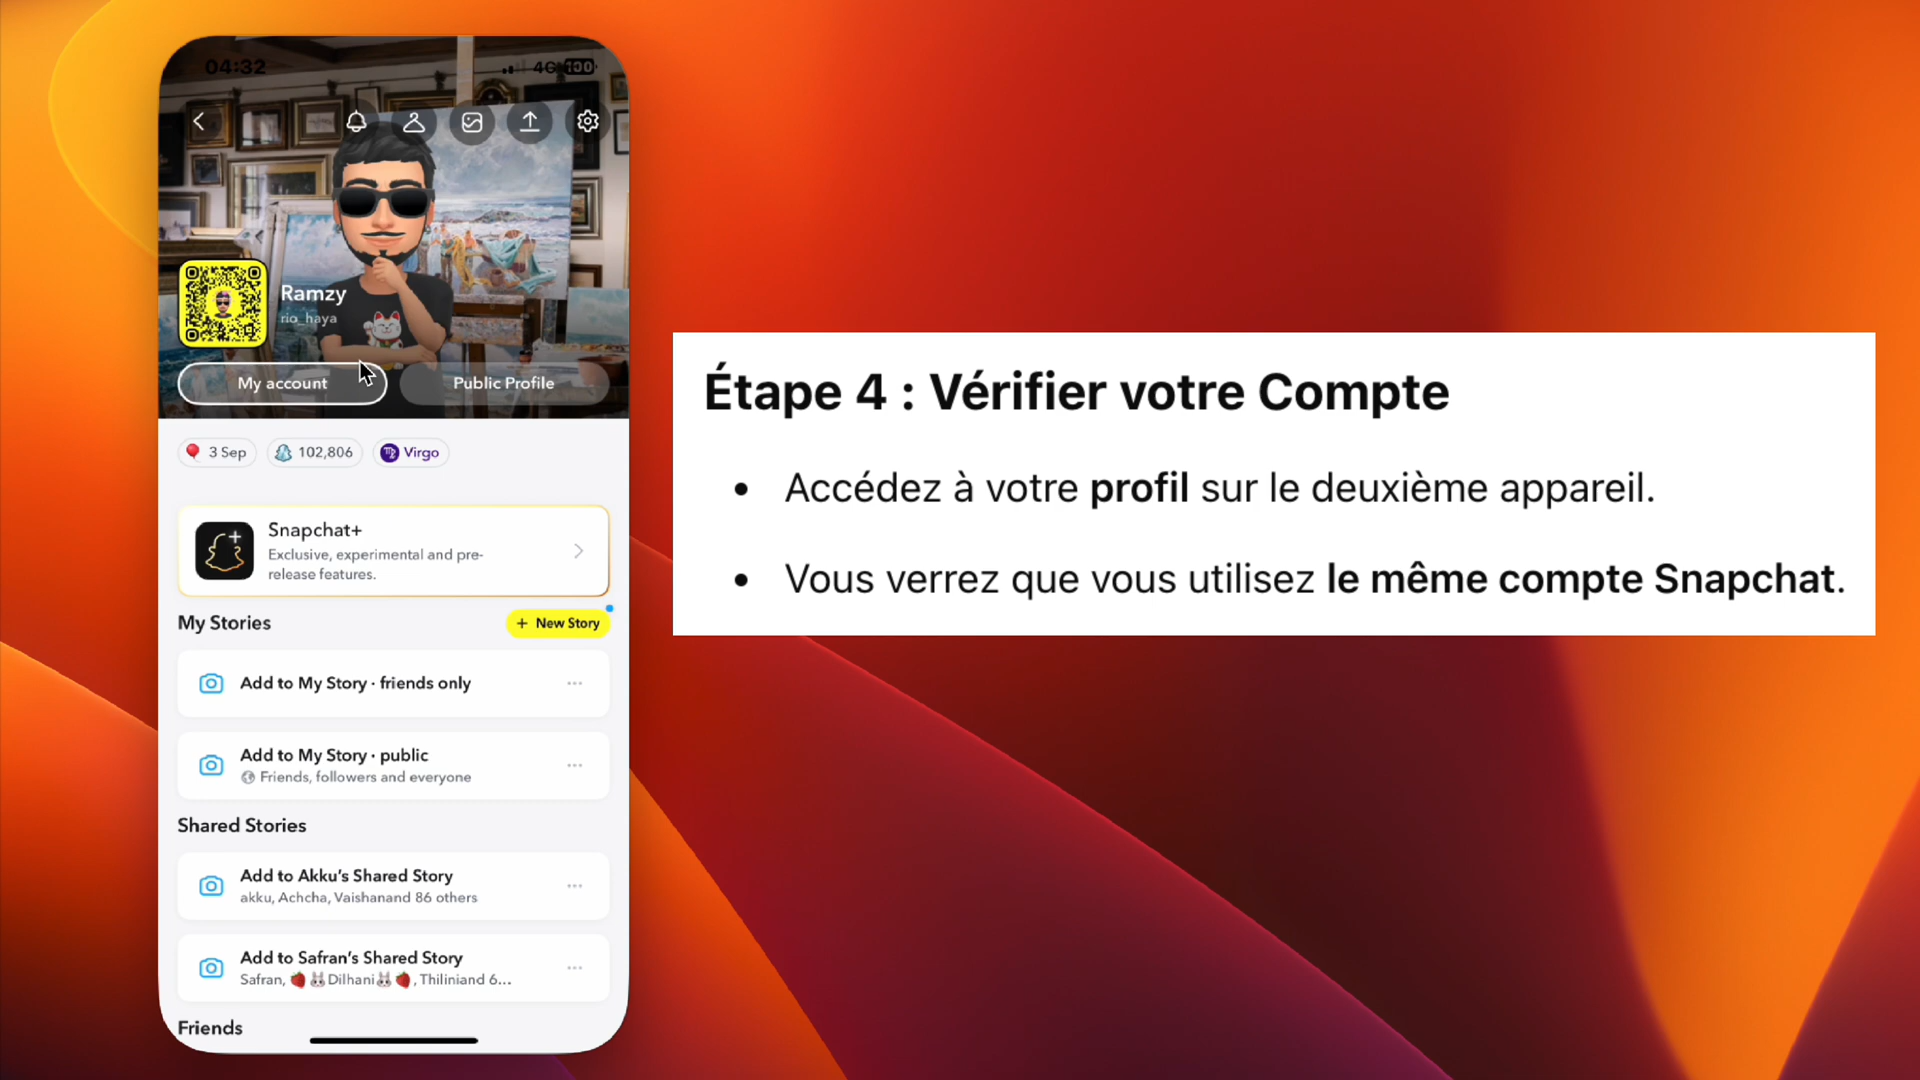 04:32
4G 100
Ramzy
rio_haya
My account
Public Profile
3 Sep
102,806
Virgo
Snapchat+
Exclusive, experimental and pre-
release features.
My Stories
+ New Story
Add to My Story · friends only
Add to My Story · public
Friends, followers and everyone
Shared Stories
Add to Akku's Shared Story
akku, Achcha, Vaishanand 86 others
Add to Safran's Shared Story
Safran, 🍓🐰Dilhani🐰🍓, Thiliniand 6...
Friends
Étape 4 : Vérifier votre Compte
• Accédez à votre profil sur le deuxième appareil.
• Vous verrez que vous utilisez le même compte Snapchat.